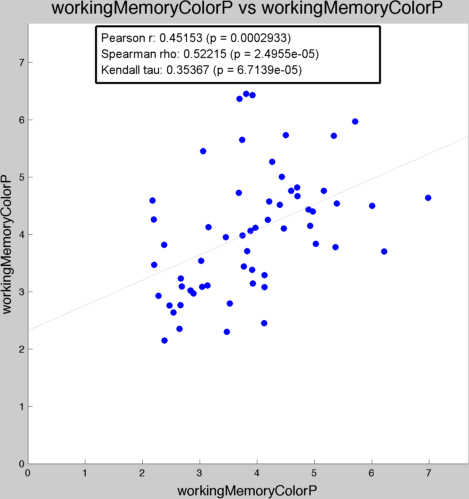 workingMemoryColorP vs workingMemoryColorP
Pearson r: 0.45153 (p = 0.0002933)
Spearman rho: 0.52215 (p = 2.4955e-05)
Kendall tau: 0.35367 (p = 6.7139e-05)
7
6
5
4
3
2
1
0
workingMemoryColorP
0 1 2 3 4 5 6 7
workingMemoryColorP